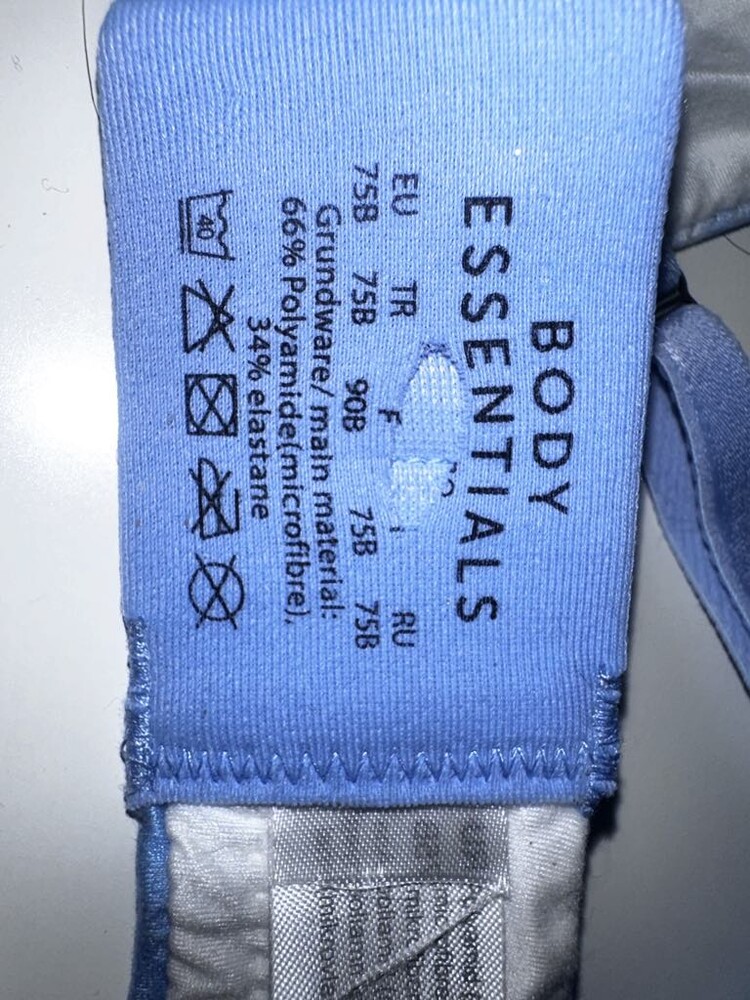 BODY
ESSENTIALS
EU TR F RU
75B 75B 90B 75B 75B
Grundware/ main material:
66% Polyamide(microfibre),
34% elastane
40